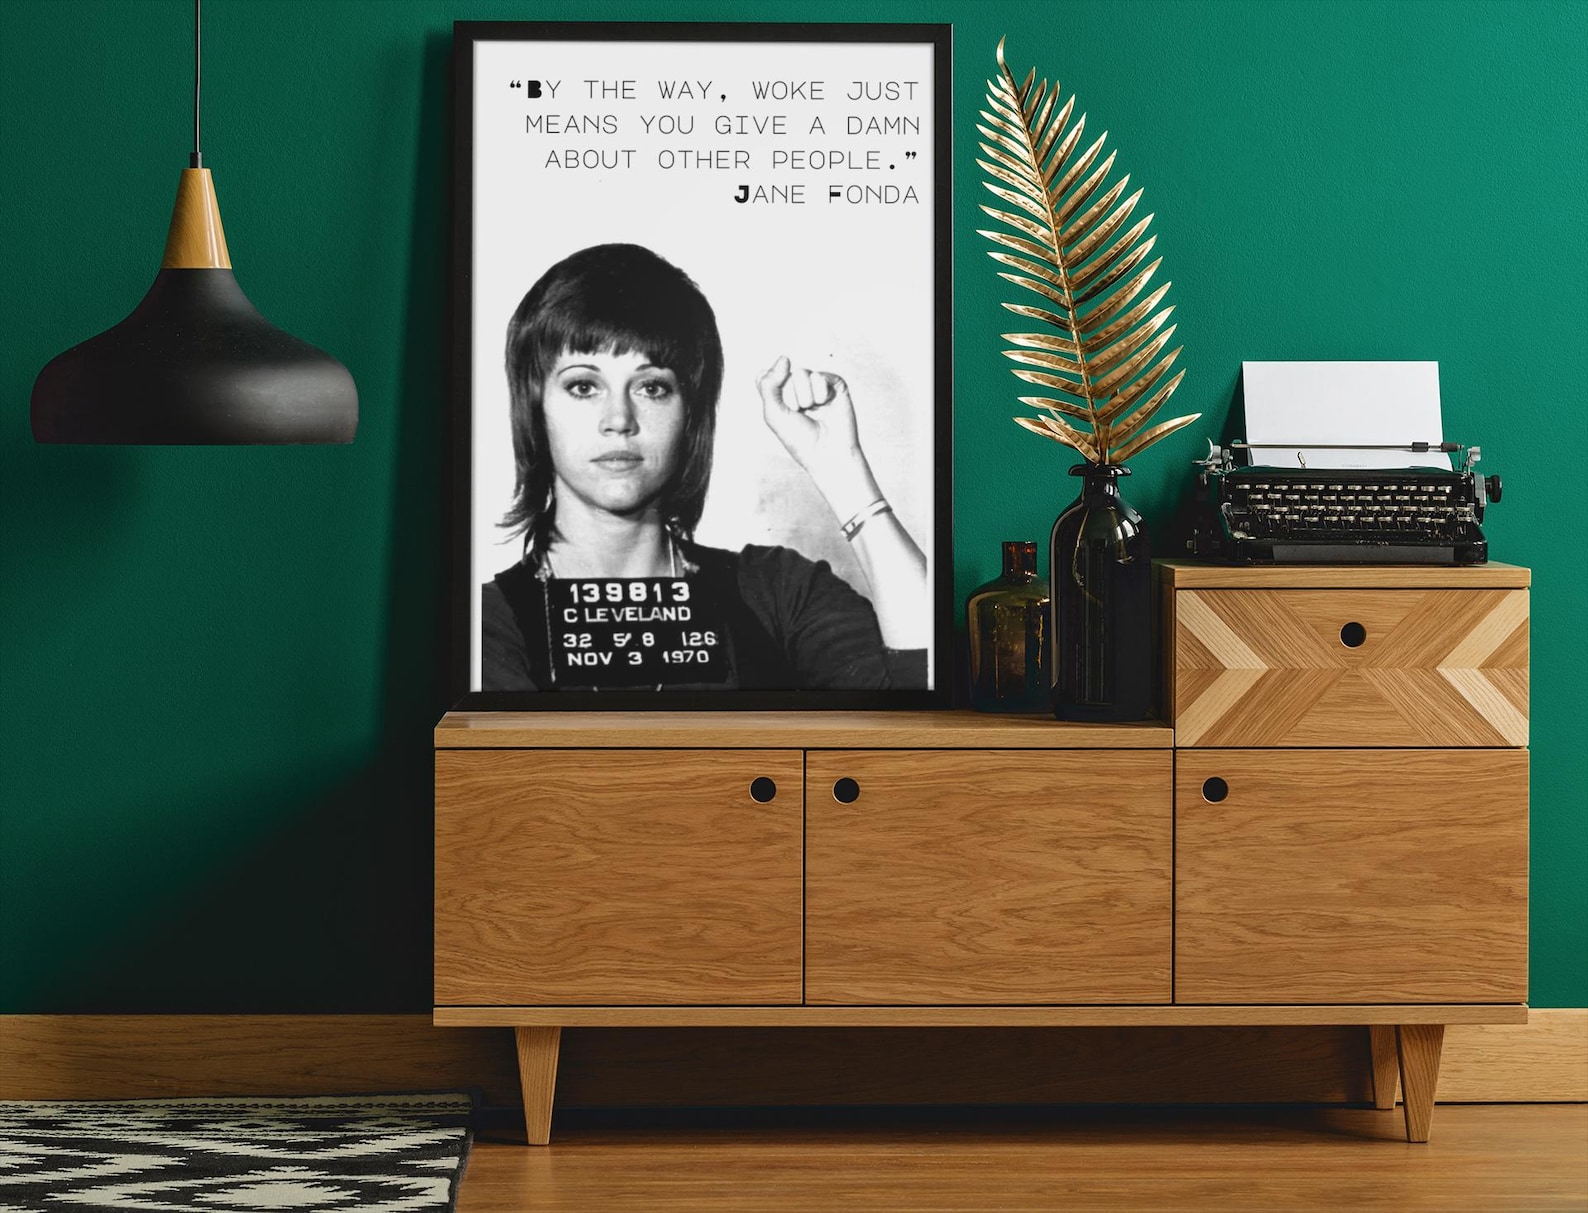 “By the way, woke just
means you give a damn
about other people.”
Jane Fonda
139813
CLEVELAND
32 5/8 126
NOV 3 1970